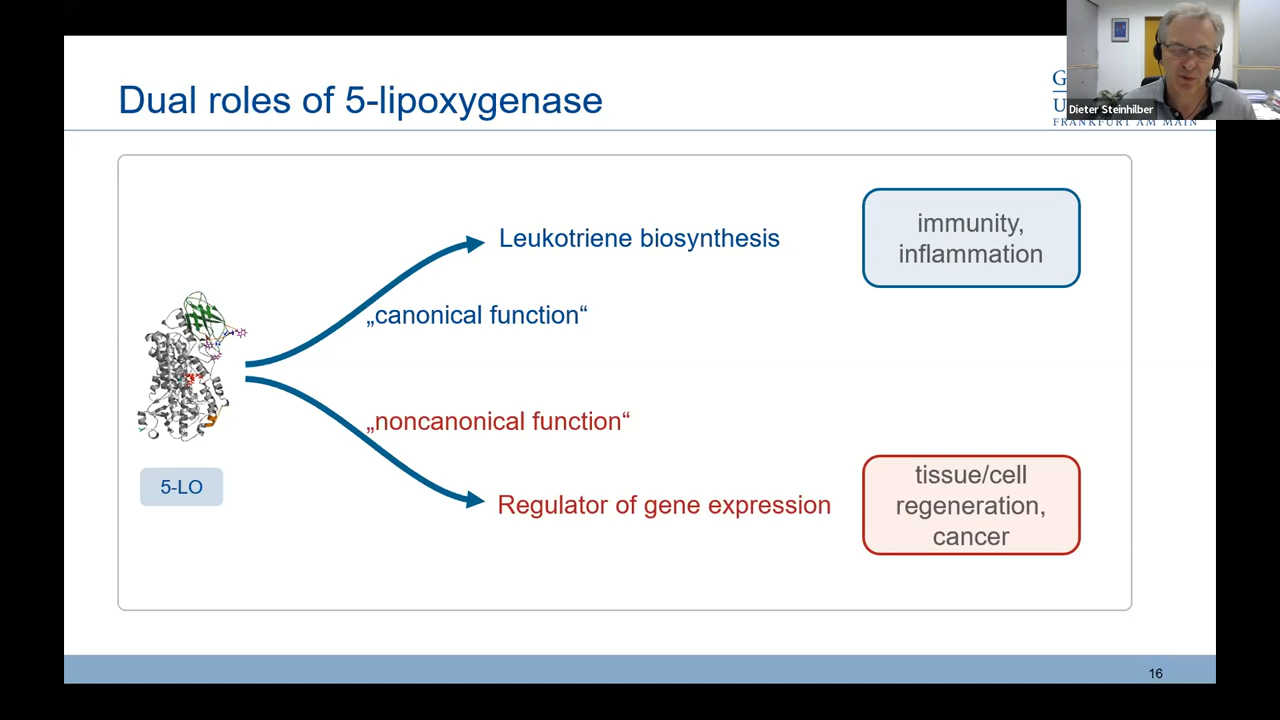 Dual roles of 5-lipoxygenase
G
U
FRANKFURT AM MAIN
Dieter Steinhilber
Leukotriene biosynthesis
immunity,
inflammation
„canonical function“
„noncanonical function“
5-LO
Regulator of gene expression
tissue/cell
regeneration,
cancer
16